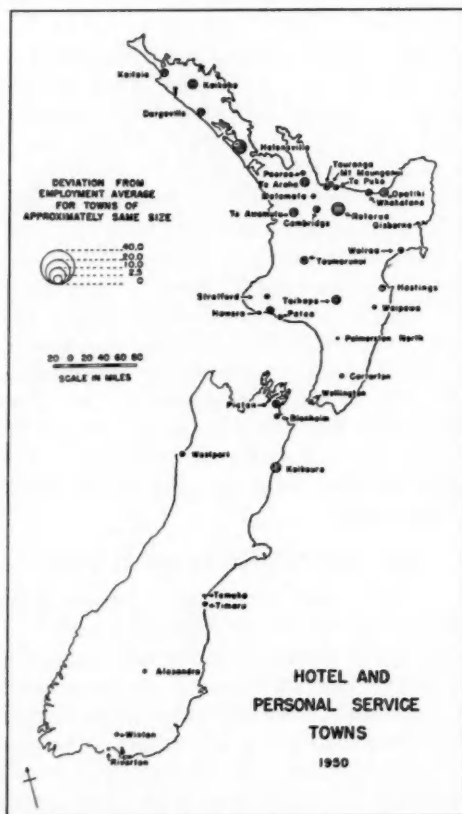 Kaitaia
Kaikohe
Dargaville
Helensville
DEVIATION FROM
EMPLOYMENT AVERAGE
FOR TOWNS OF
APPROXIMATELY SAME SIZE
40.0
20.0
10.0
2.5
0
Tauranga
Mt Maunganui
Te Puke
Paeroa
Te Aroha
Matamata
Opotiki
Whakatane
Te Awamutu
Cambridge
Rotorua
Gisborne
Wairoa
Taumarunui
Stratford
Taihape
Hastings
Hawera
Patea
Waipawa
Palmerston North
Carterton
Wellington
20 0 20 40 60 80
SCALE IN MILES
Picton
Blenheim
Westport
Kaikoura
Temuka
Timaru
Alexandra
Winton
Riverton
HOTEL AND
PERSONAL SERVICE
TOWNS
1950